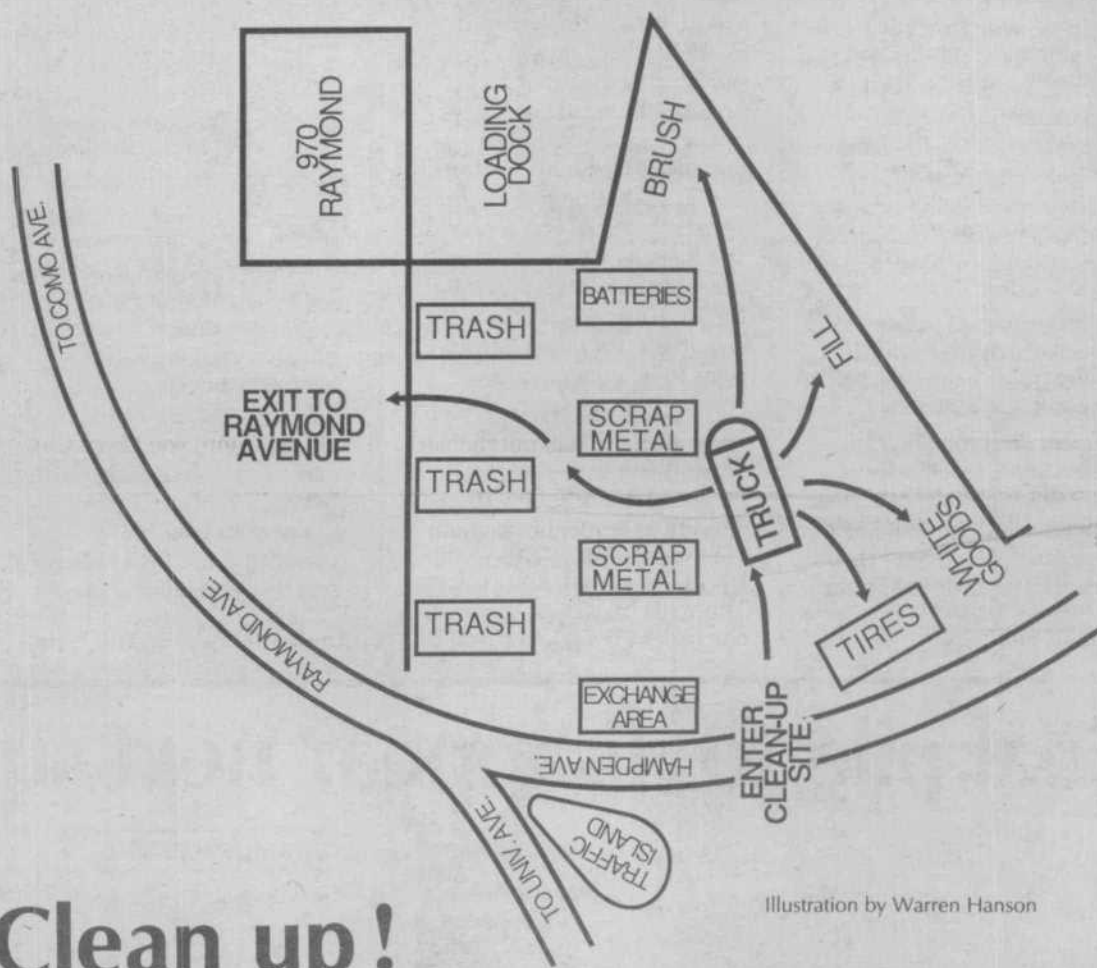 970
RAYMOND
LOADING
DOCK
BRUSH
TO COMO AVE.
BATTERIES
TRASH
FILL
EXIT TO
RAYMOND
AVENUE
SCRAP
METAL
TRASH
TRUCK
WHITE
GOODS
SCRAP
METAL
TRASH
TIRES
RAYMOND AVE.
EXCHANGE
AREA
ENTER
CLEAN-UP
SITE
HAMPDEN AVE.
TO UNIV. AVE.
TRAFFIC
ISLAND
Illustration by Warren Hanson
Clean up!